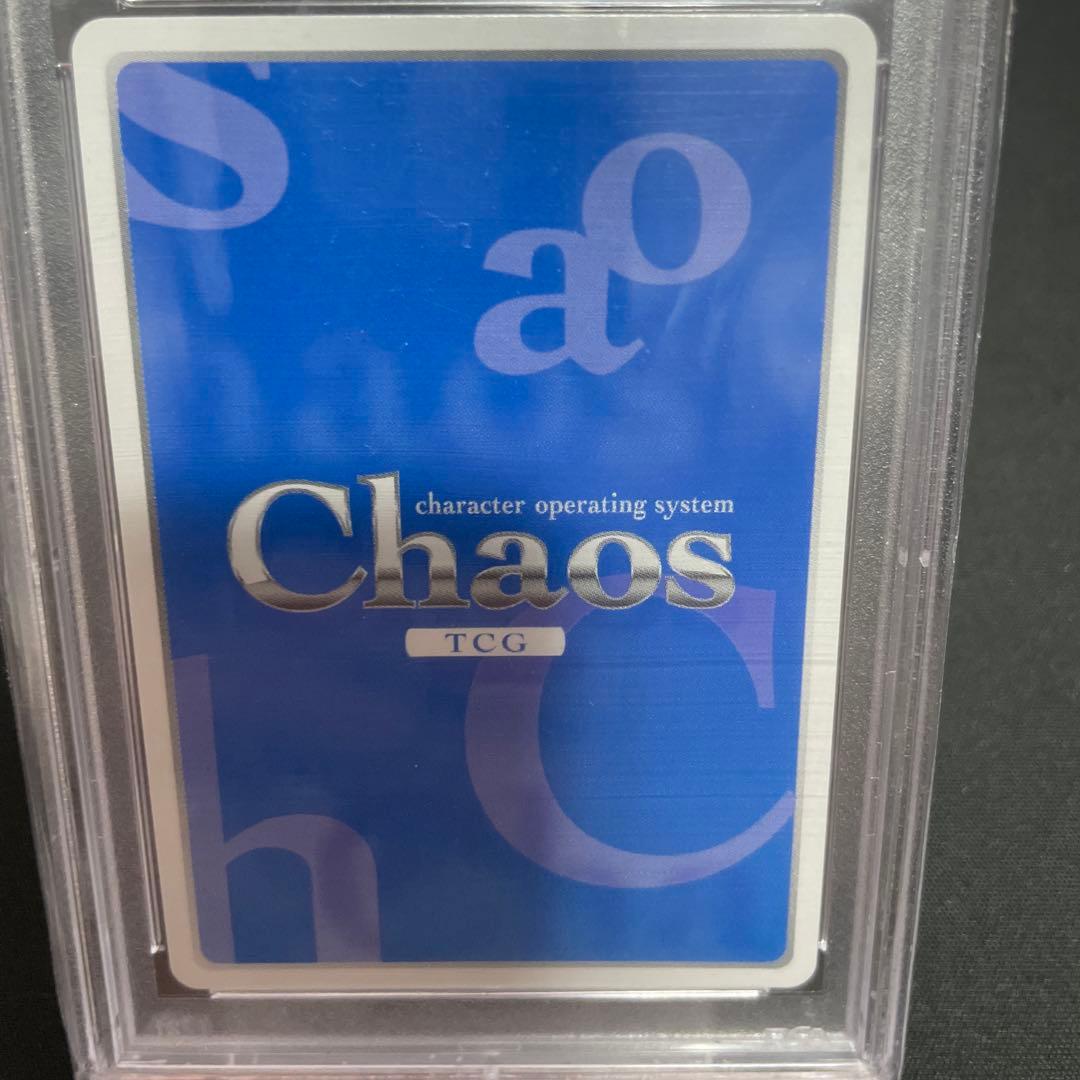 s
o
a
character operating system
Chaos
TCG
C
h